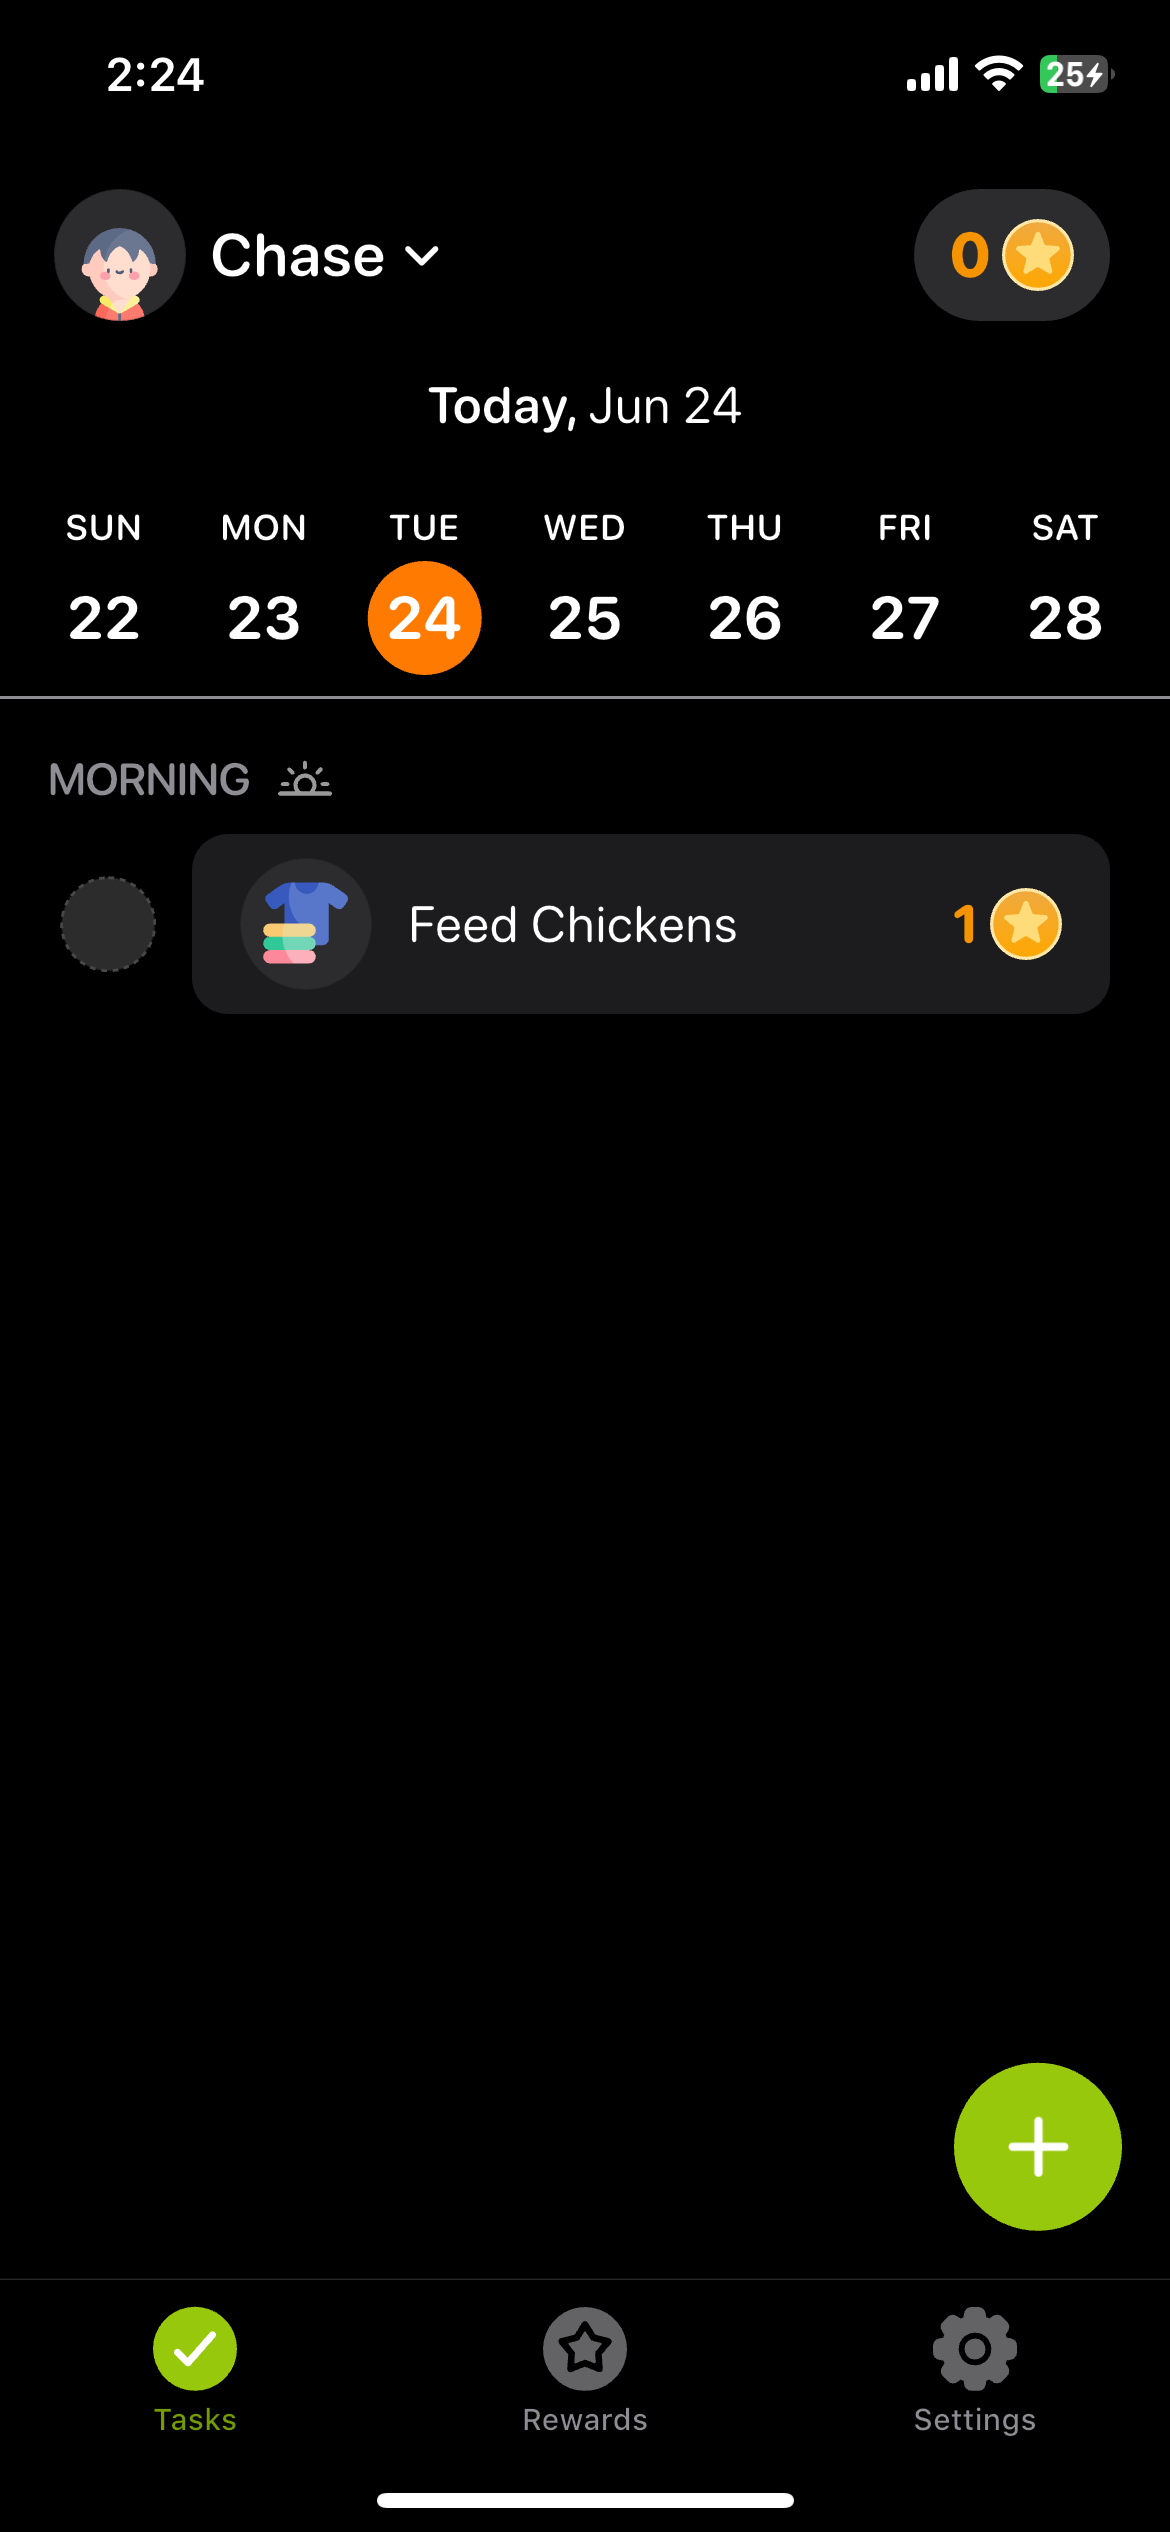 2:24
25
Chase
0
Today, Jun 24
SUN MON TUE WED THU FRI SAT
22 23 24 25 26 27 28
MORNING
Feed Chickens 1
Tasks Rewards Settings